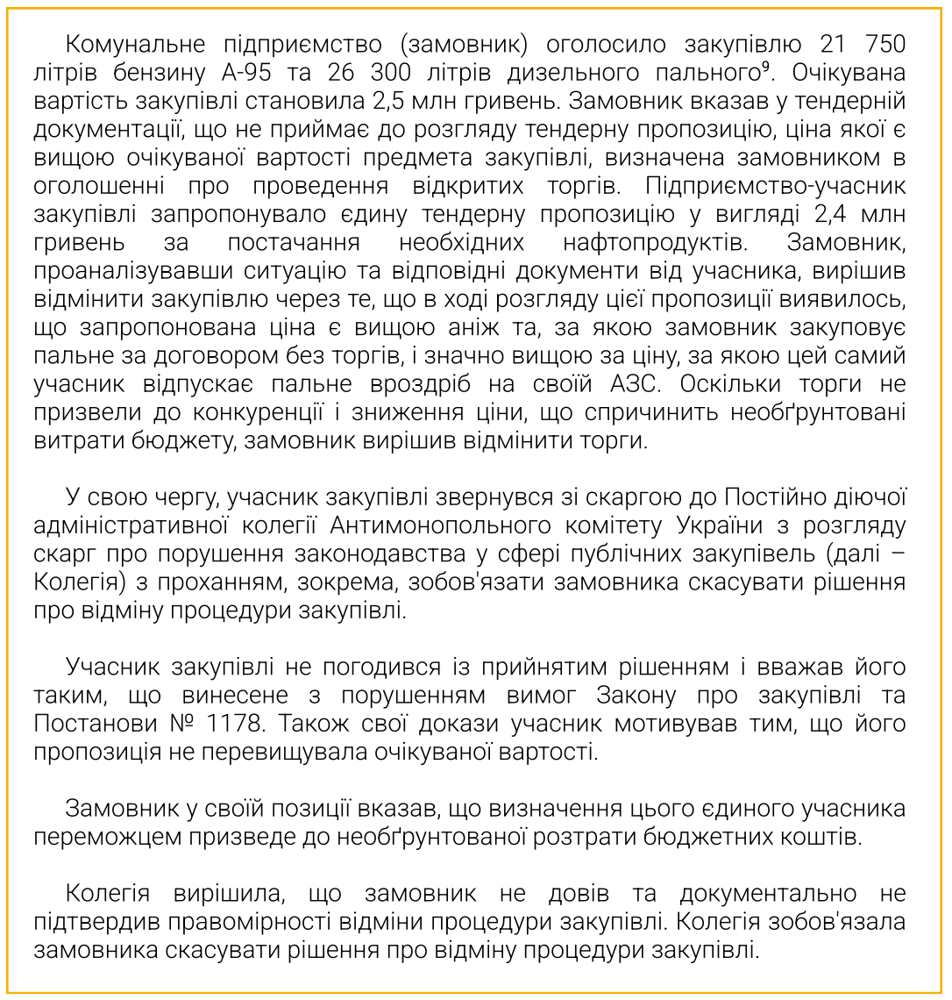 Комунальне підприємство (замовник) оголосило закупівлю 21 750
літрів бензину А-95 та 26 300 літрів дизельного пального⁹. Очікувана
вартість закупівлі становила 2,5 млн гривень. Замовник вказав у тендерній
документації, що не приймає до розгляду тендерну пропозицію, ціна якої є
вищою очікуваної вартості предмета закупівлі, визначена замовником в
оголошенні про проведення відкритих торгів. Підприємство-учасник
закупівлі запропонувало єдину тендерну пропозицію у вигляді 2,4 млн
гривень за постачання необхідних нафтопродуктів. Замовник,
проаналізувавши ситуацію та відповідні документи від учасника, вирішив
відмінити закупівлю через те, що в ході розгляду цієї пропозиції виявилось,
що запропонована ціна є вищою аніж та, за якою замовник закуповує
пальне за договором без торгів, і значно вищою за ціну, за якою цей самий
учасник відпускає пальне вроздріб на своїй АЗС. Оскільки торги не
призвели до конкуренції і зниження ціни, що спричинить необґрунтовані
витрати бюджету, замовник вирішив відмінити торги.
У свою чергу, учасник закупівлі звернувся зі скаргою до Постійно діючої
адміністративної колегії Антимонопольного комітету України з розгляду
скарг про порушення законодавства у сфері публічних закупівель (далі –
Колегія) з проханням, зокрема, зобов'язати замовника скасувати рішення
про відміну процедури закупівлі.
Учасник закупівлі не погодився із прийнятим рішенням і вважав його
таким, що винесене з порушенням вимог Закону про закупівлі та
Постанови № 1178. Також свої докази учасник мотивував тим, що його
пропозиція не перевищувала очікуваної вартості.
Замовник у своїй позиції вказав, що визначення цього єдиного учасника
переможцем призведе до необґрунтованої розтрати бюджетних коштів.
Колегія вирішила, що замовник не довів та документально не
підтвердив правомірності відміни процедури закупівлі. Колегія зобов'язала
замовника скасувати рішення про відміну процедури закупівлі.